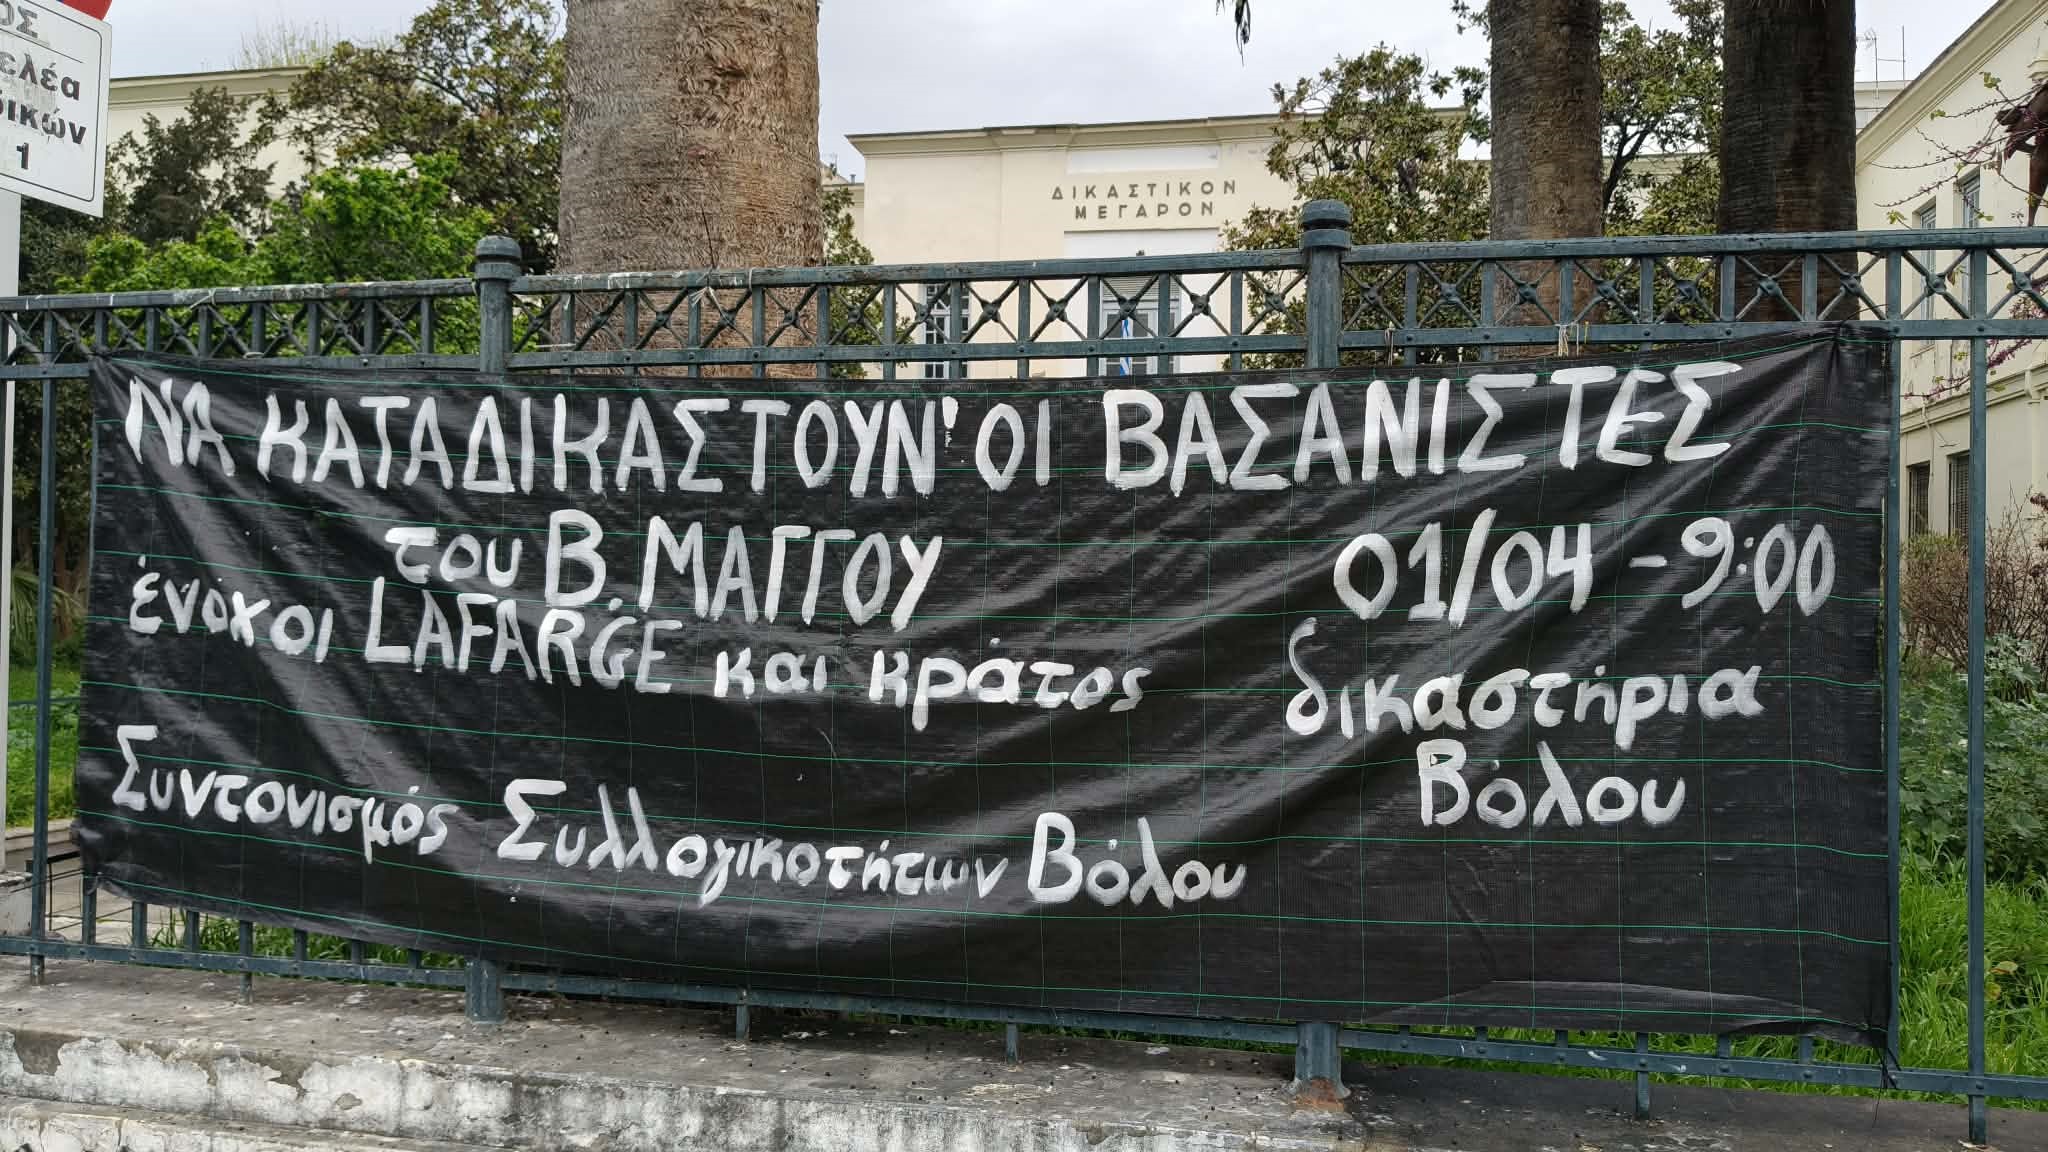 ΔΙΚΑΣΤΙΚΟΝ
ΜΕΓΑΡΟΝ
1
ΝΑ ΚΑΤΑΔΙΚΑΣΤΟΥΝ' ΟΙ ΒΑΣΑΝΙΣΤΕΣ
του Β. ΜΑΓΓΟΥ
ένοχοι LAFARGE και κράτος
01/04 - 9:00
δικαστήρια
Βόλου
Συντονισμός Συλλογικοτήτων Βόλου